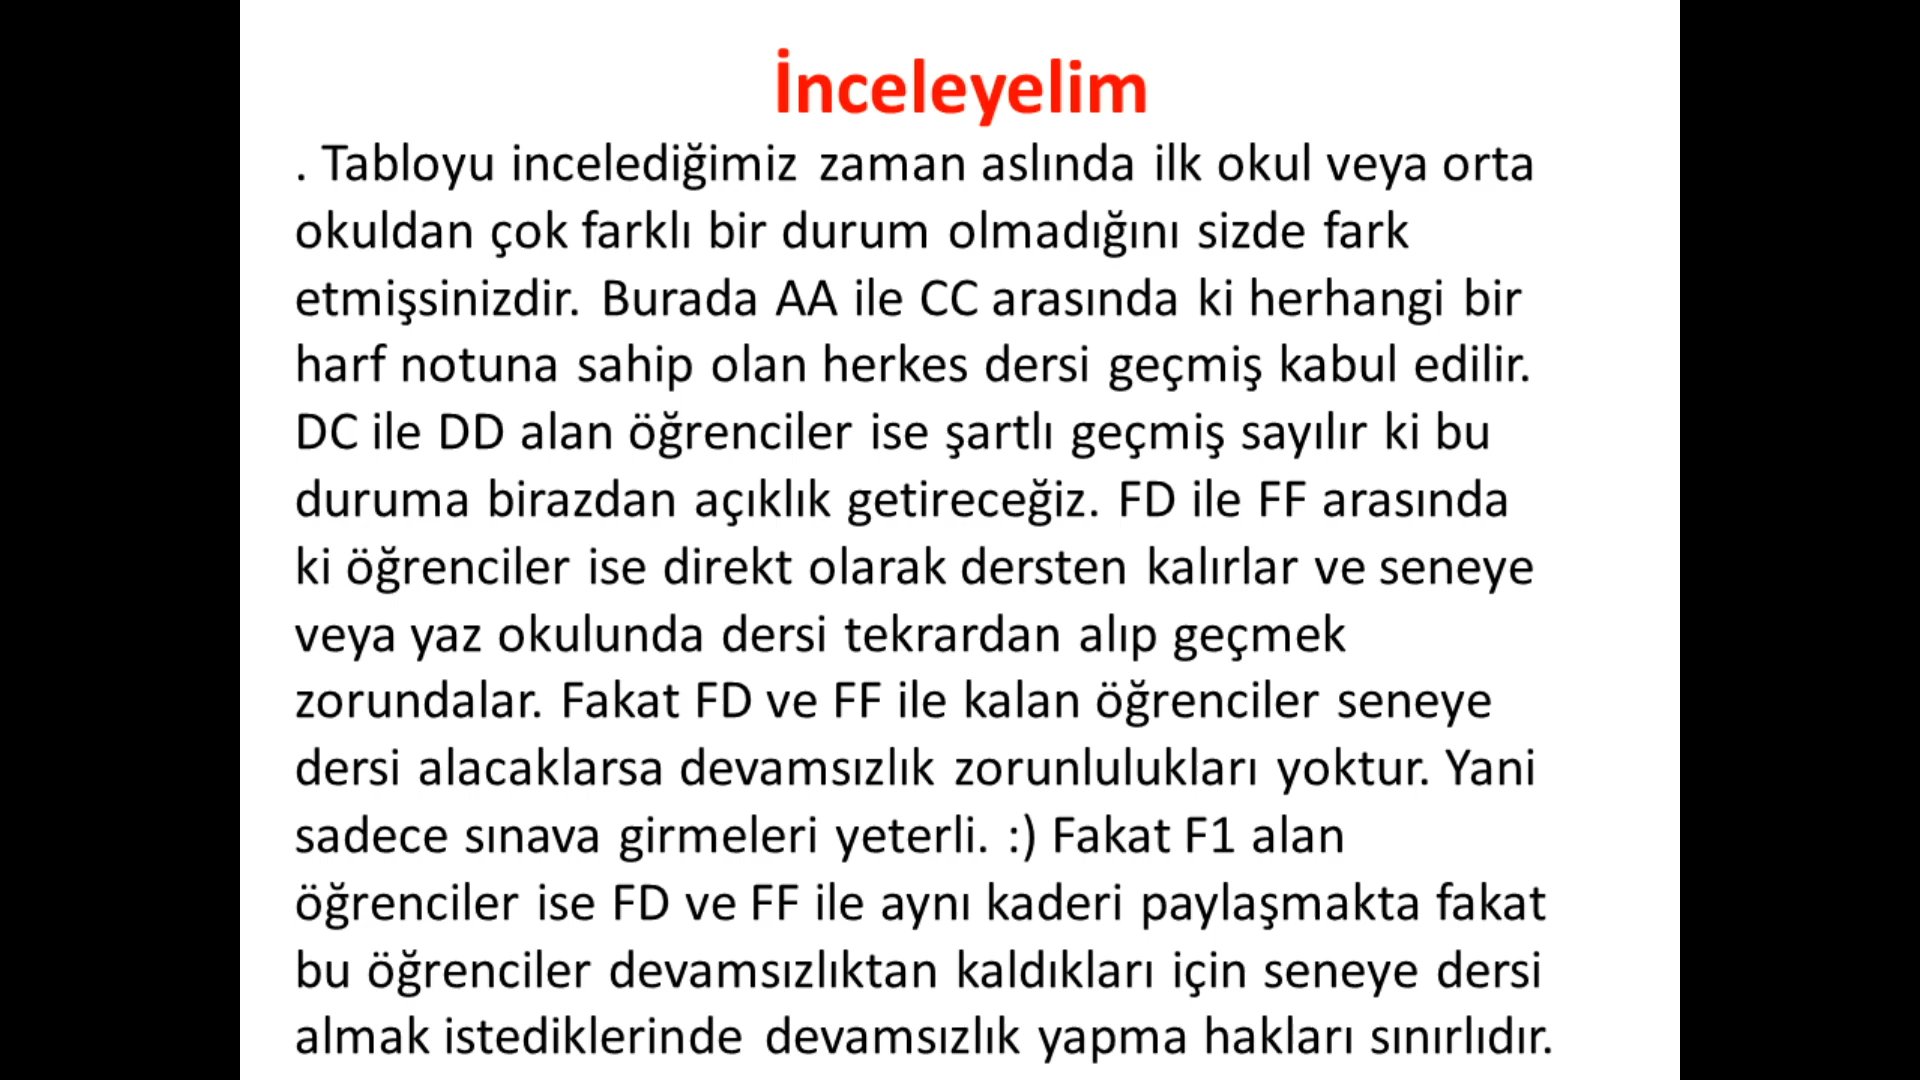 İnceleyelim
. Tabloyu incelediğimiz zaman aslında ilk okul veya orta
okuldan çok farklı bir durum olmadığını sizde fark
etmişsinizdir. Burada AA ile CC arasında ki herhangi bir
harf notuna sahip olan herkes dersi geçmiş kabul edilir.
DC ile DD alan öğrenciler ise şartlı geçmiş sayılır ki bu
duruma birazdan açıklık getireceğiz. FD ile FF arasında
ki öğrenciler ise direkt olarak dersten kalırlar ve seneye
veya yaz okulunda dersi tekrardan alıp geçmek
zorundalar. Fakat FD ve FF ile kalan öğrenciler seneye
dersi alacaklarsa devamsızlık zorunlulukları yoktur. Yani
sadece sınava girmeleri yeterli. :) Fakat F1 alan
öğrenciler ise FD ve FF ile aynı kaderi paylaşmakta fakat
bu öğrenciler devamsızlıktan kaldıkları için seneye dersi
almak istediklerinde devamsızlık yapma hakları sınırlıdır.